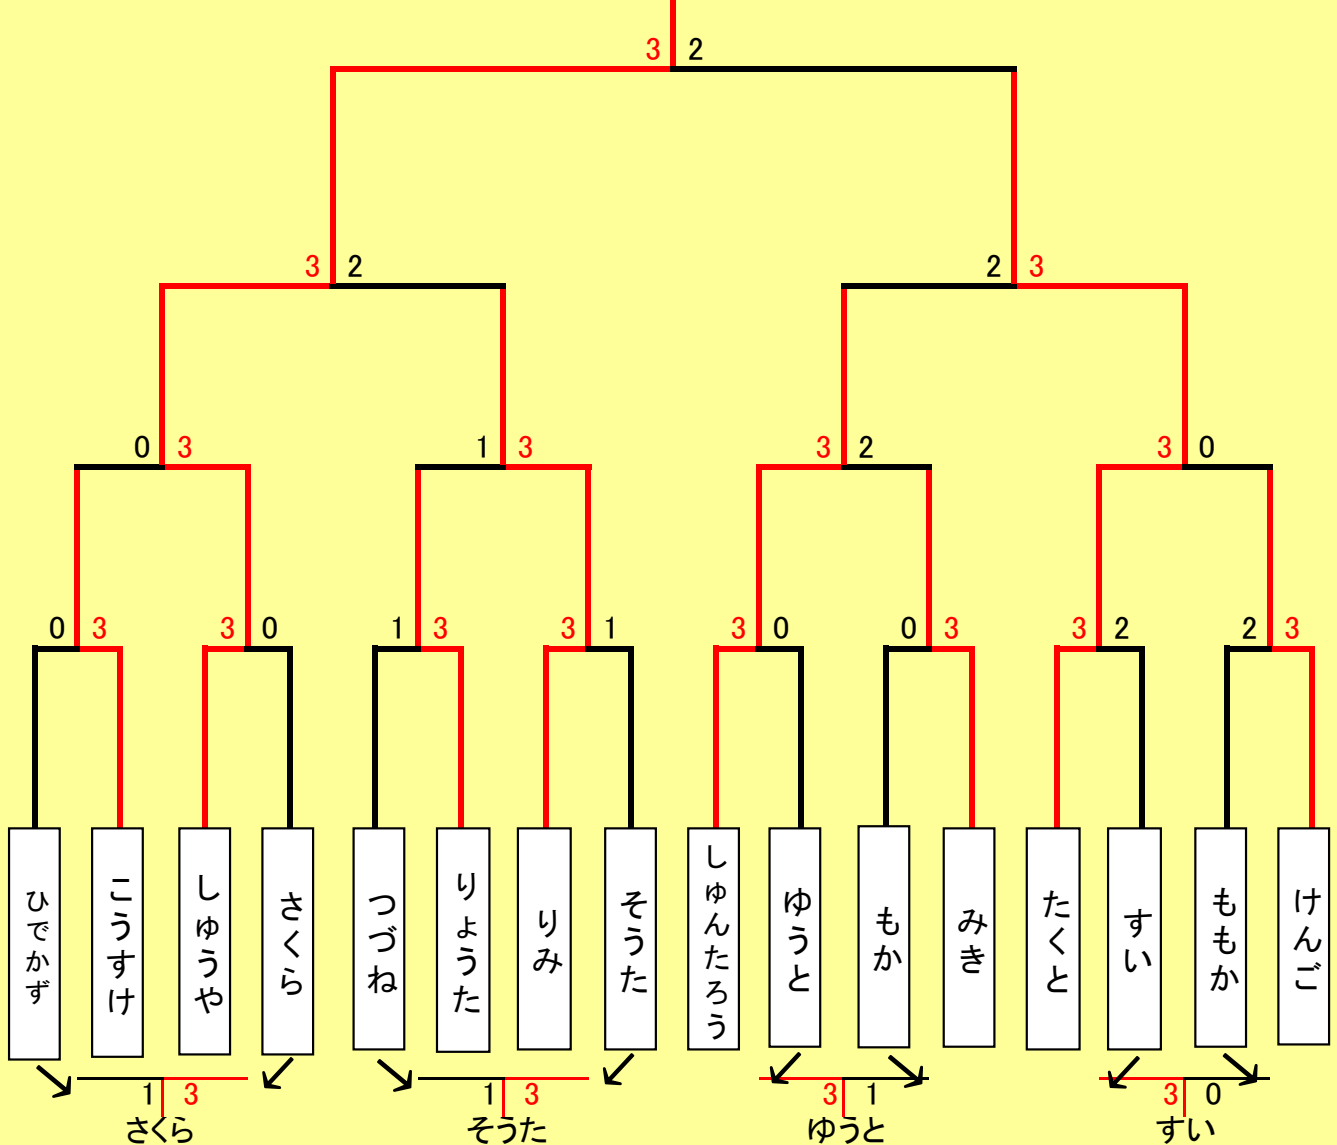 3 2
3 2 2 3
0 3 1 3 3 2 3 0
0 3 3 0 1 3 3 1 3 0 0 3 3 2 2 3
ひでかず
こうすけ
しゅうや
さくら
つづね
りょうた
りみ
そうた
しゅんたろう
ゆうと
もか
みき
たくと
すい
ももか
けんご
1 3 1 3 3 1 3 0
さくら そうた ゆうと すい